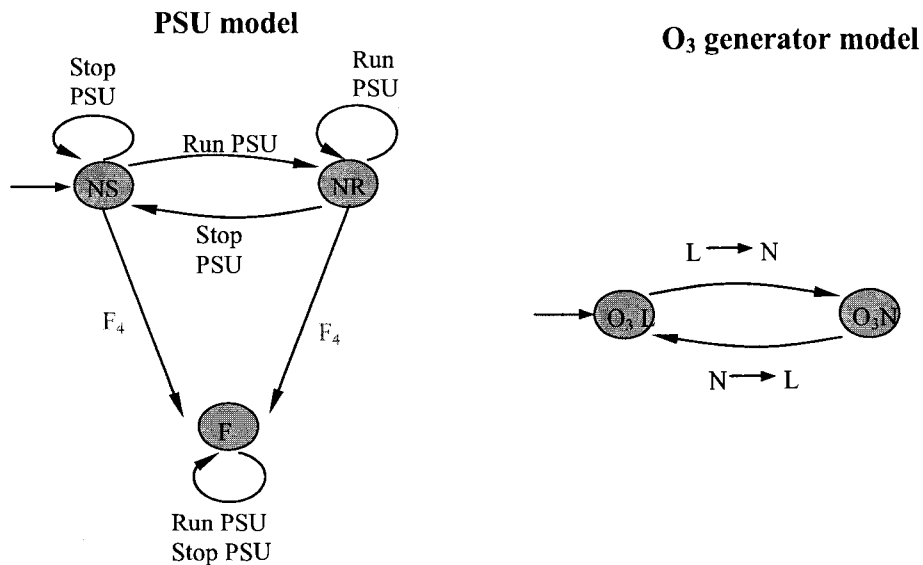 PSU model
O₃ generator model
Stop
PSU
Run
PSU
Run PSU
NS
NR
Stop
PSU
L → N
F₄
F₄
O₃ L
O₃N
N → L
F
Run PSU
Stop PSU